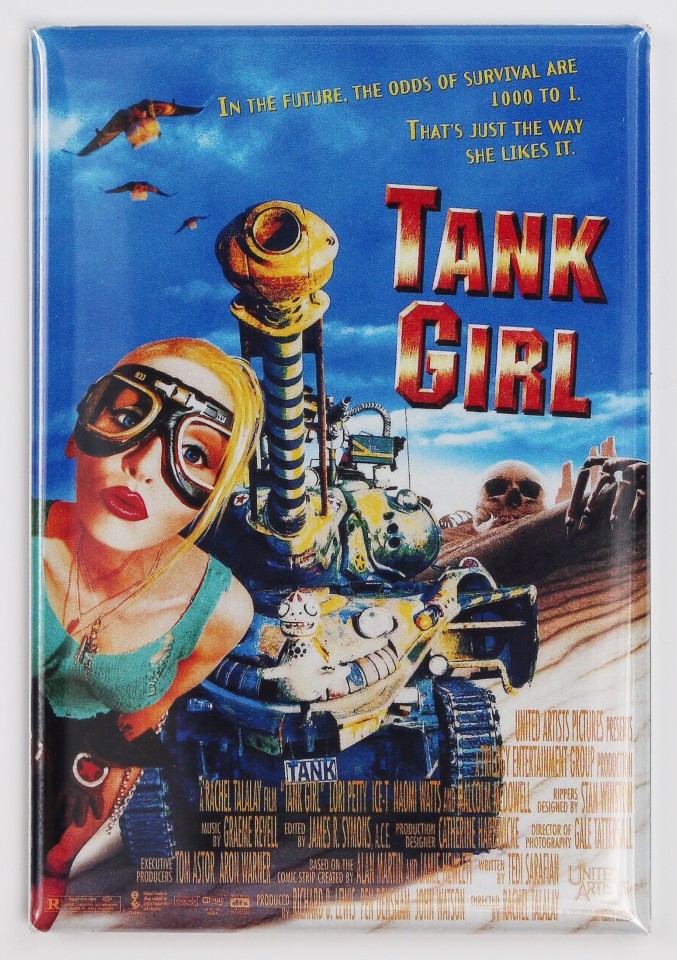 IN THE FUTURE, THE ODDS OF SURVIVAL ARE
1000 TO 1.
THAT'S JUST THE WAY
SHE LIKES IT.
TANK
GIRL
TANK
UNITED ARTISTS PICTURES PRESENTS
ENTERTAINMENT GROUP PRODUCTION
A RACHEL TALALAY FILM "TANK GIRL" LORI PETTY ICE-T NAOMI WATTS AND MALCOLM MCDOWELL RIPPERS DESIGNED BY STAN WINSTON
MUSIC BY GRAEME REVELL EDITED BY JAMES R. SYMONS, A.C.E. PRODUCTION DESIGNER CATHERINE HARDWICKE DIRECTOR OF PHOTOGRAPHY GALE TATTERSALL
EXECUTIVE PRODUCERS TOM ASTOR ARON WARNER BASED ON THE COMIC STRIP CREATED BY ALAN MARTIN AND JAMIE HEWLETT WRITTEN BY TEDI SARAFIAN
PRODUCED BY RICHARD B. LEWIS PEN DENSHAM JOHN WATSON DIRECTED BY RACHEL TALALAY
UNITED
ARTISTS
R
dts